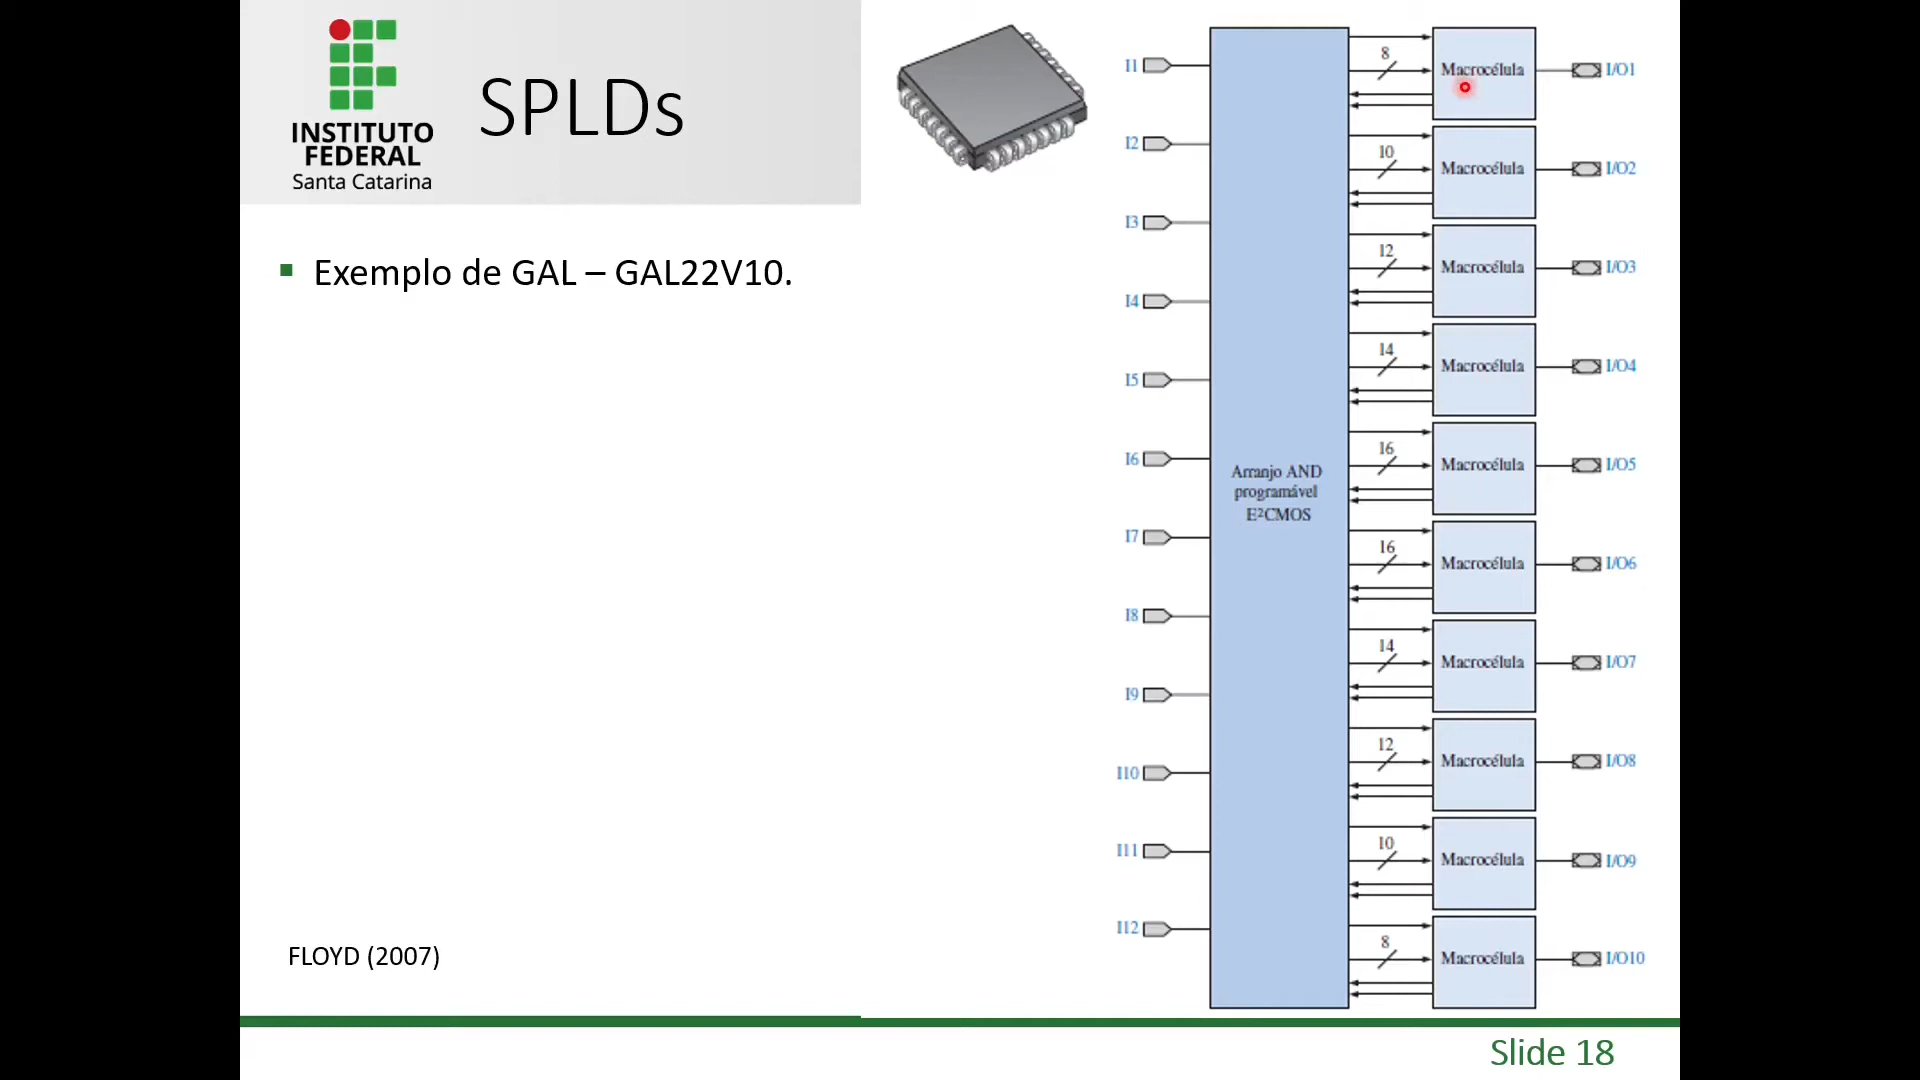 INSTITUTO
FEDERAL
Santa Catarina
SPLDs
Exemplo de GAL – GAL22V10.
FLOYD (2007)
I1
I2
I3
I4
I5
I6
I7
I8
I9
I10
I11
I12
Arranjo AND
programável
E²CMOS
8
Macrocélula
I/O1
10
Macrocélula
I/O2
12
Macrocélula
I/O3
14
Macrocélula
I/O4
16
Macrocélula
I/O5
16
Macrocélula
I/O6
14
Macrocélula
I/O7
12
Macrocélula
I/O8
10
Macrocélula
I/O9
8
Macrocélula
I/O10
Slide 18